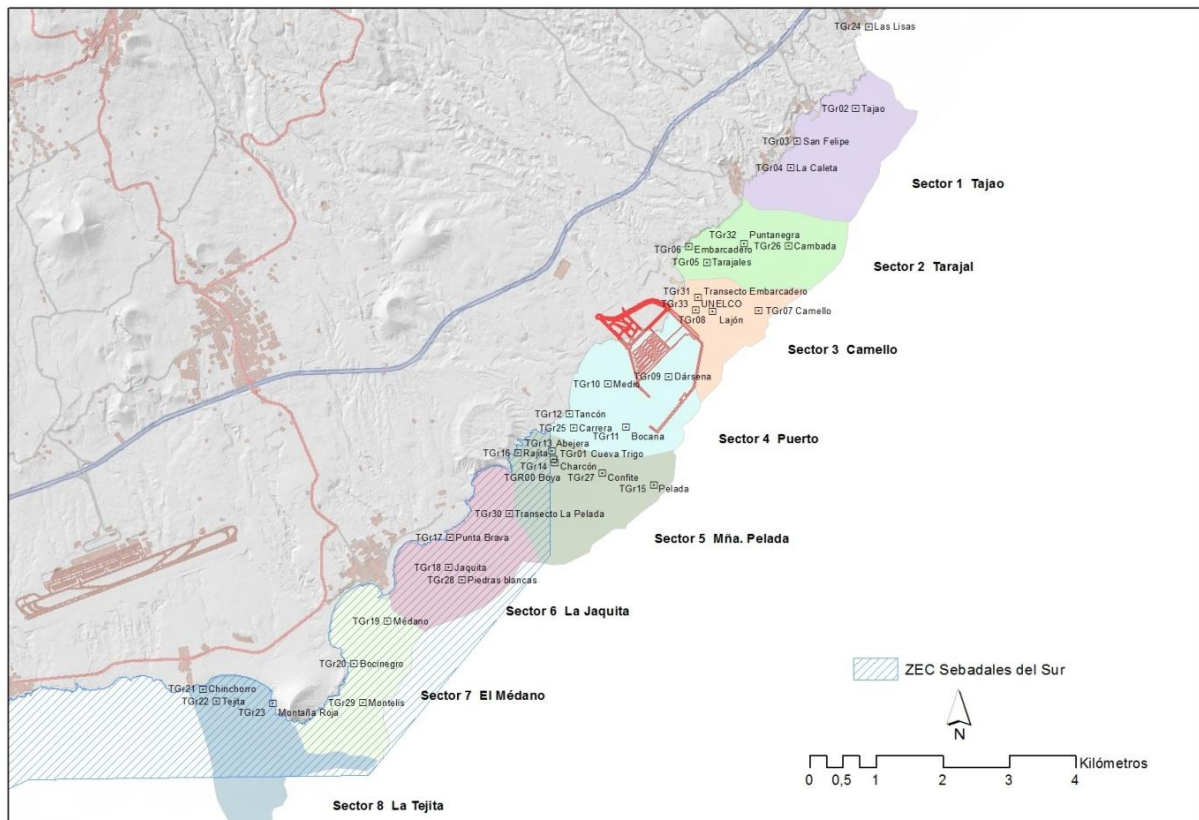 TGr24 Las Lisas
TGr02 Tajao
TGr03 San Felipe
TGr04 La Caleta
Sector 1 Tajao
TGr32 Puntanegra
TGr06 Embarcadero
TGr26 Cambada
TGr05 Tarajales
Sector 2 Tarajal
TGr31 Transecto Embarcadero
TGr33 UNELCO
TGr08 Lajón
TGr07 Camello
Sector 3 Camello
TGr09 Dársena
TGr10 Medio
TGr12 Tancón
TGr25 Carrera
TGr11 Bocana
Sector 4 Puerto
TGr13 Abejera
TGr16 Rajita
TGr01 Cueva Trigo
TGr14 Charcón
TGR00 Boya
TGr27 Confite
TGr15 Pelada
Sector 5 Mña. Pelada
TGr30 Transecto La Pelada
TGr17 Punta Brava
TGr18 Jaquita
TGr28 Piedras blancas
Sector 6 La Jaquita
TGr19 Médano
TGr20 Bocinegro
TGr29 Montelis
Sector 7 El Médano
TGr21 Chinchorro
TGr22 Tejita
TGr23 Montaña Roja
Sector 8 La Tejita
ZEC Sebadales del Sur
N
Kilómetros
0 0,5 1 2 3 4